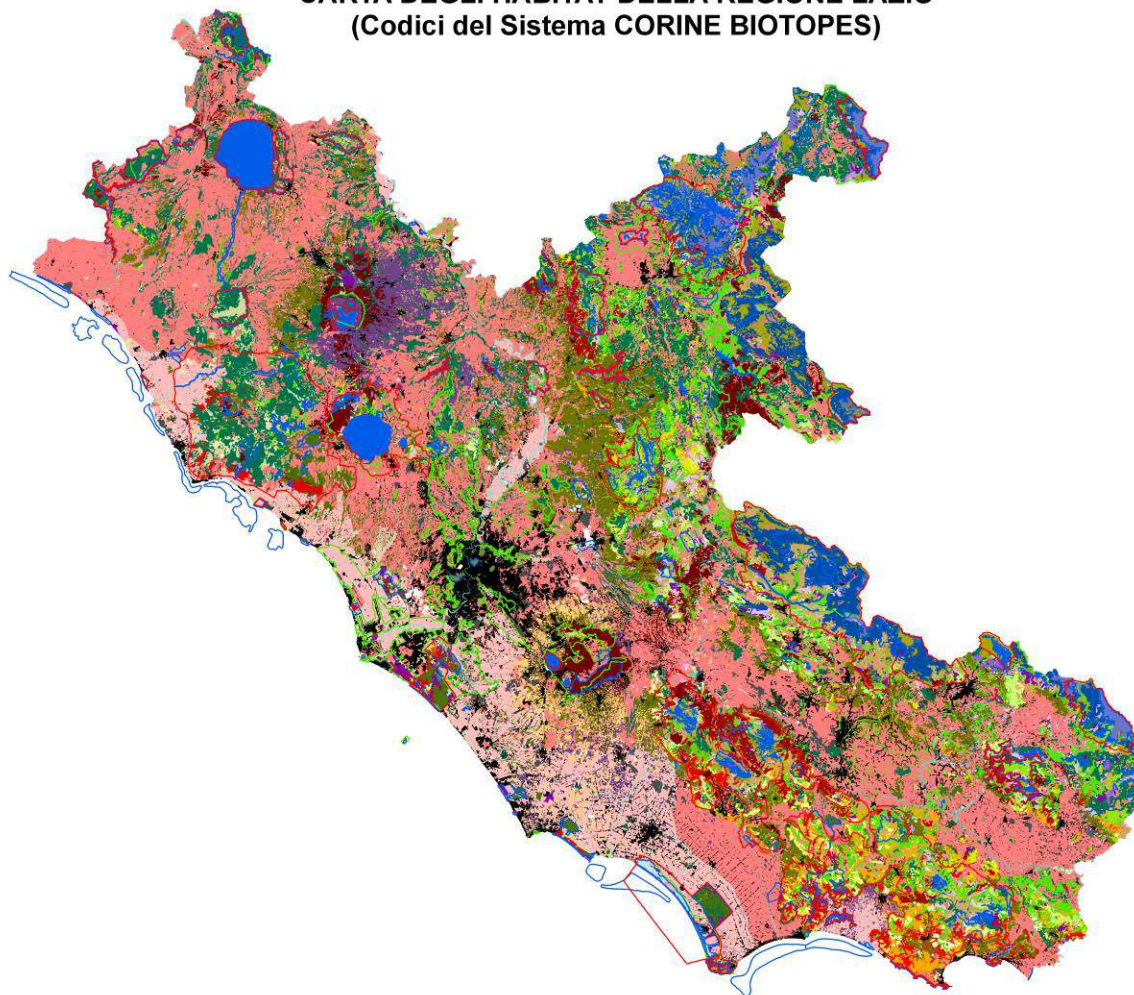 CARTA DEGLI HABITAT DELLA REGIONE LAZIO
(Codici del Sistema CORINE BIOTOPES)